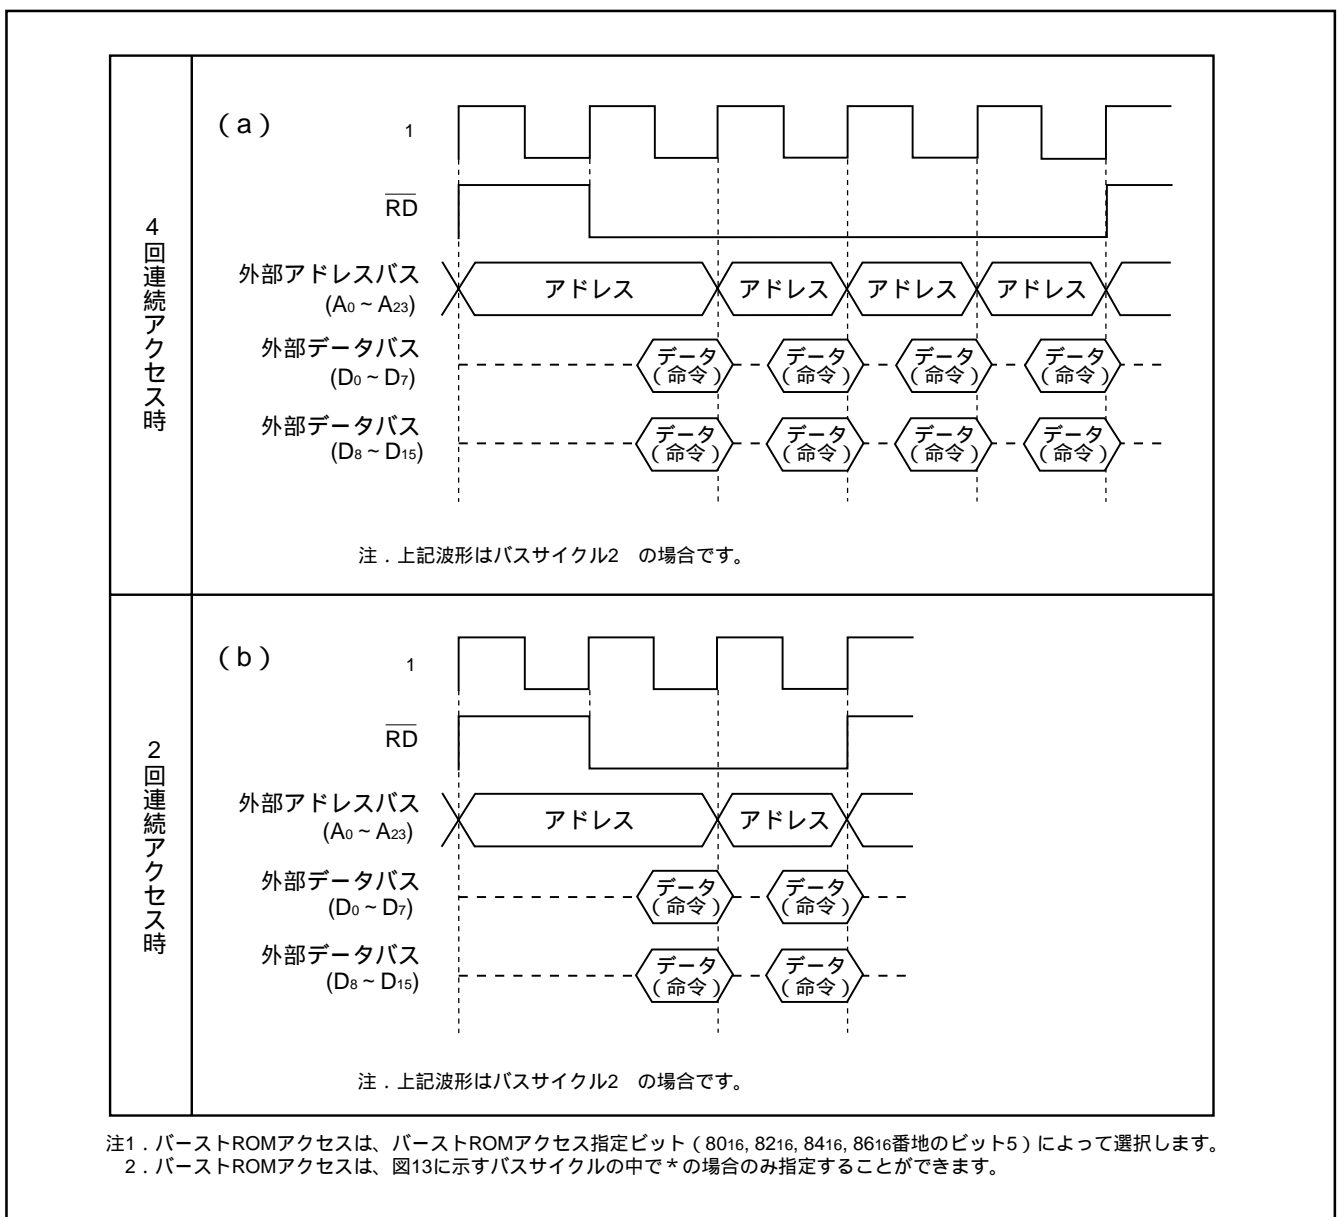 4回連続アクセス時
(a)
1
RD
外部アドレスバス
(A0 ~ A23)
アドレス アドレス アドレス アドレス
外部データバス
(D0 ~ D7)
データ データ データ データ
(命令) (命令) (命令) (命令)
外部データバス
(D8 ~ D15)
データ データ データ データ
(命令) (命令) (命令) (命令)
注.上記波形はバスサイクル2 の場合です。
2回連続アクセス時
(b)
1
RD
外部アドレスバス
(A0 ~ A23)
アドレス アドレス
外部データバス
(D0 ~ D7)
データ データ
(命令) (命令)
外部データバス
(D8 ~ D15)
データ データ
(命令) (命令)
注.上記波形はバスサイクル2 の場合です。
注1.バーストROMアクセスは、バーストROMアクセス指定ビット(8016, 8216, 8416, 8616番地のビット5)によって選択します。
2.バーストROMアクセスは、図13に示すバスサイクルの中で*の場合のみ指定することができます。